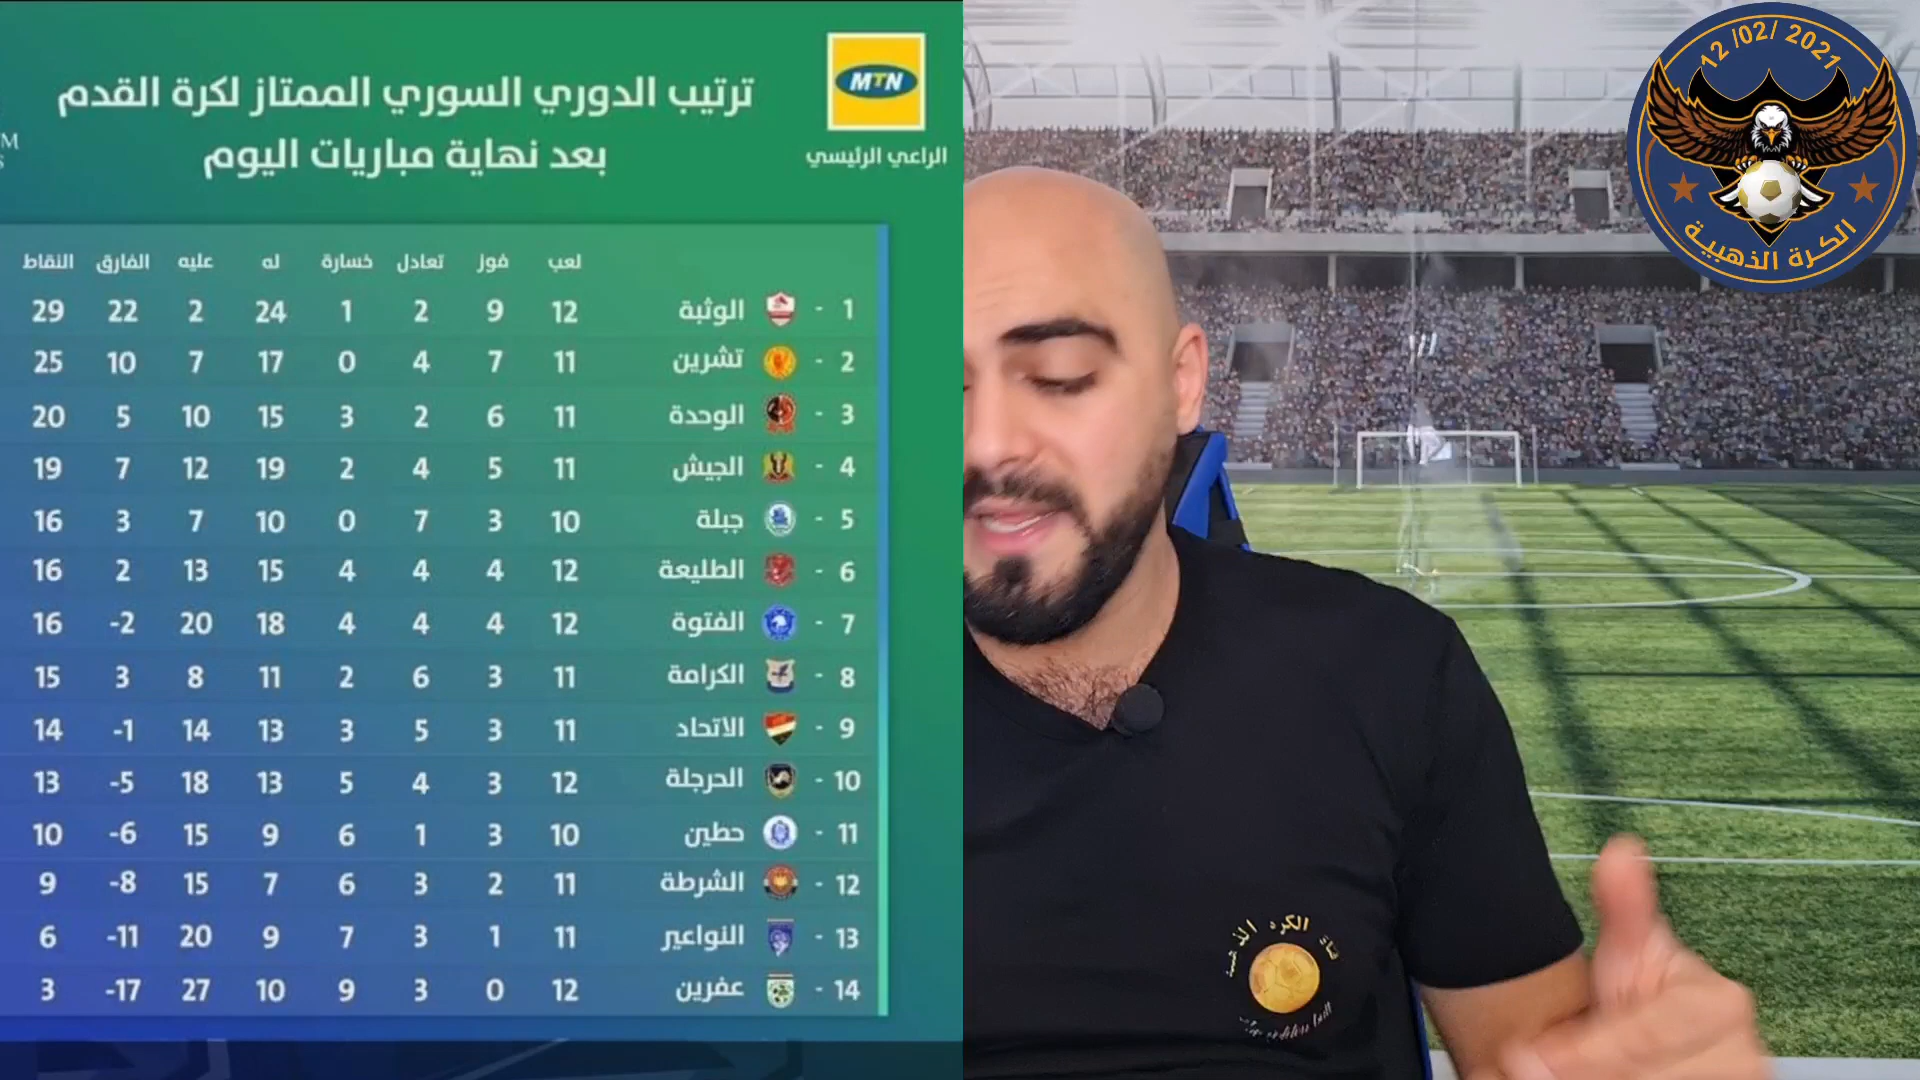 ترتيب الدوري السوري الممتاز لكرة القدم
بعد نهاية مباريات اليوم
MTN
الراعي الرئيسي
لعب فوز تعادل خسارة له عليه الفارق النقاط
1 - الوثبة 12 9 2 1 24 2 22 29
2 - تشرين 11 7 4 0 17 7 10 25
3 - الوحدة 11 6 2 3 15 10 5 20
4 - الجيش 11 5 4 2 19 12 7 19
5 - جبلة 10 3 7 0 10 7 3 16
6 - الطليعة 12 4 4 4 15 13 2 16
7 - الفتوة 12 4 4 4 18 20 -2 16
8 - الكرامة 11 3 6 2 11 8 3 15
9 - الاتحاد 11 3 5 3 13 14 -1 14
10 - الحرجلة 12 3 4 5 13 18 -5 13
11 - حطين 10 3 1 6 9 15 -6 10
12 - الشرطة 11 2 3 6 7 15 -8 9
13 - النواعير 11 1 3 7 9 20 -11 6
14 - عفرين 12 0 3 9 10 27 -17 3
12 /02/ 2021
الكرة الذهبية
قناة الكرة الذهبية